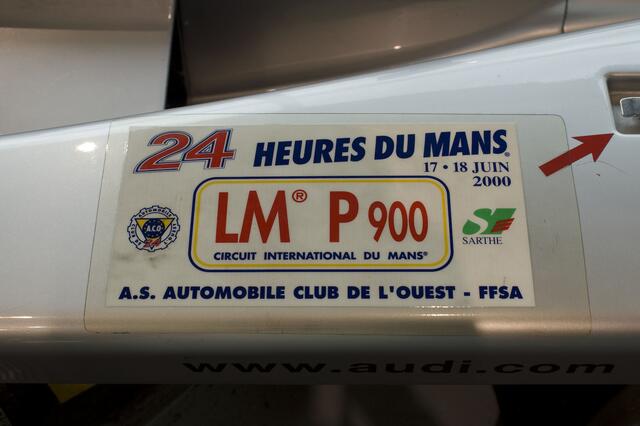 24 HEURES DU MANS®
17 • 18 JUIN
2000
LM® P 900
CIRCUIT INTERNATIONAL DU MANS®
A.C.O
SARTHE
A.S. AUTOMOBILE CLUB DE L'OUEST - FFSA
www.audi.com